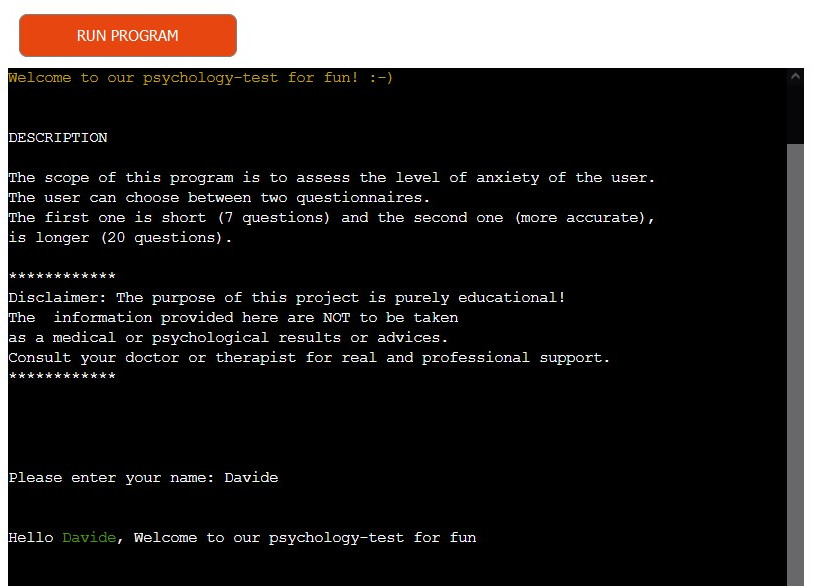 RUN PROGRAM
Welcome to our psychology-test for fun! :-)
DESCRIPTION
The scope of this program is to assess the level of anxiety of the user.
The user can choose between two questionnaires.
The first one is short (7 questions) and the second one (more accurate),
is longer (20 questions).
************
Disclaimer: The purpose of this project is purely educational!
The  information provided here are NOT to be taken
as a medical or psychological results or advices.
Consult your doctor or therapist for real and professional support.
************
Please enter your name: Davide
Hello Davide, Welcome to our psychology-test for fun